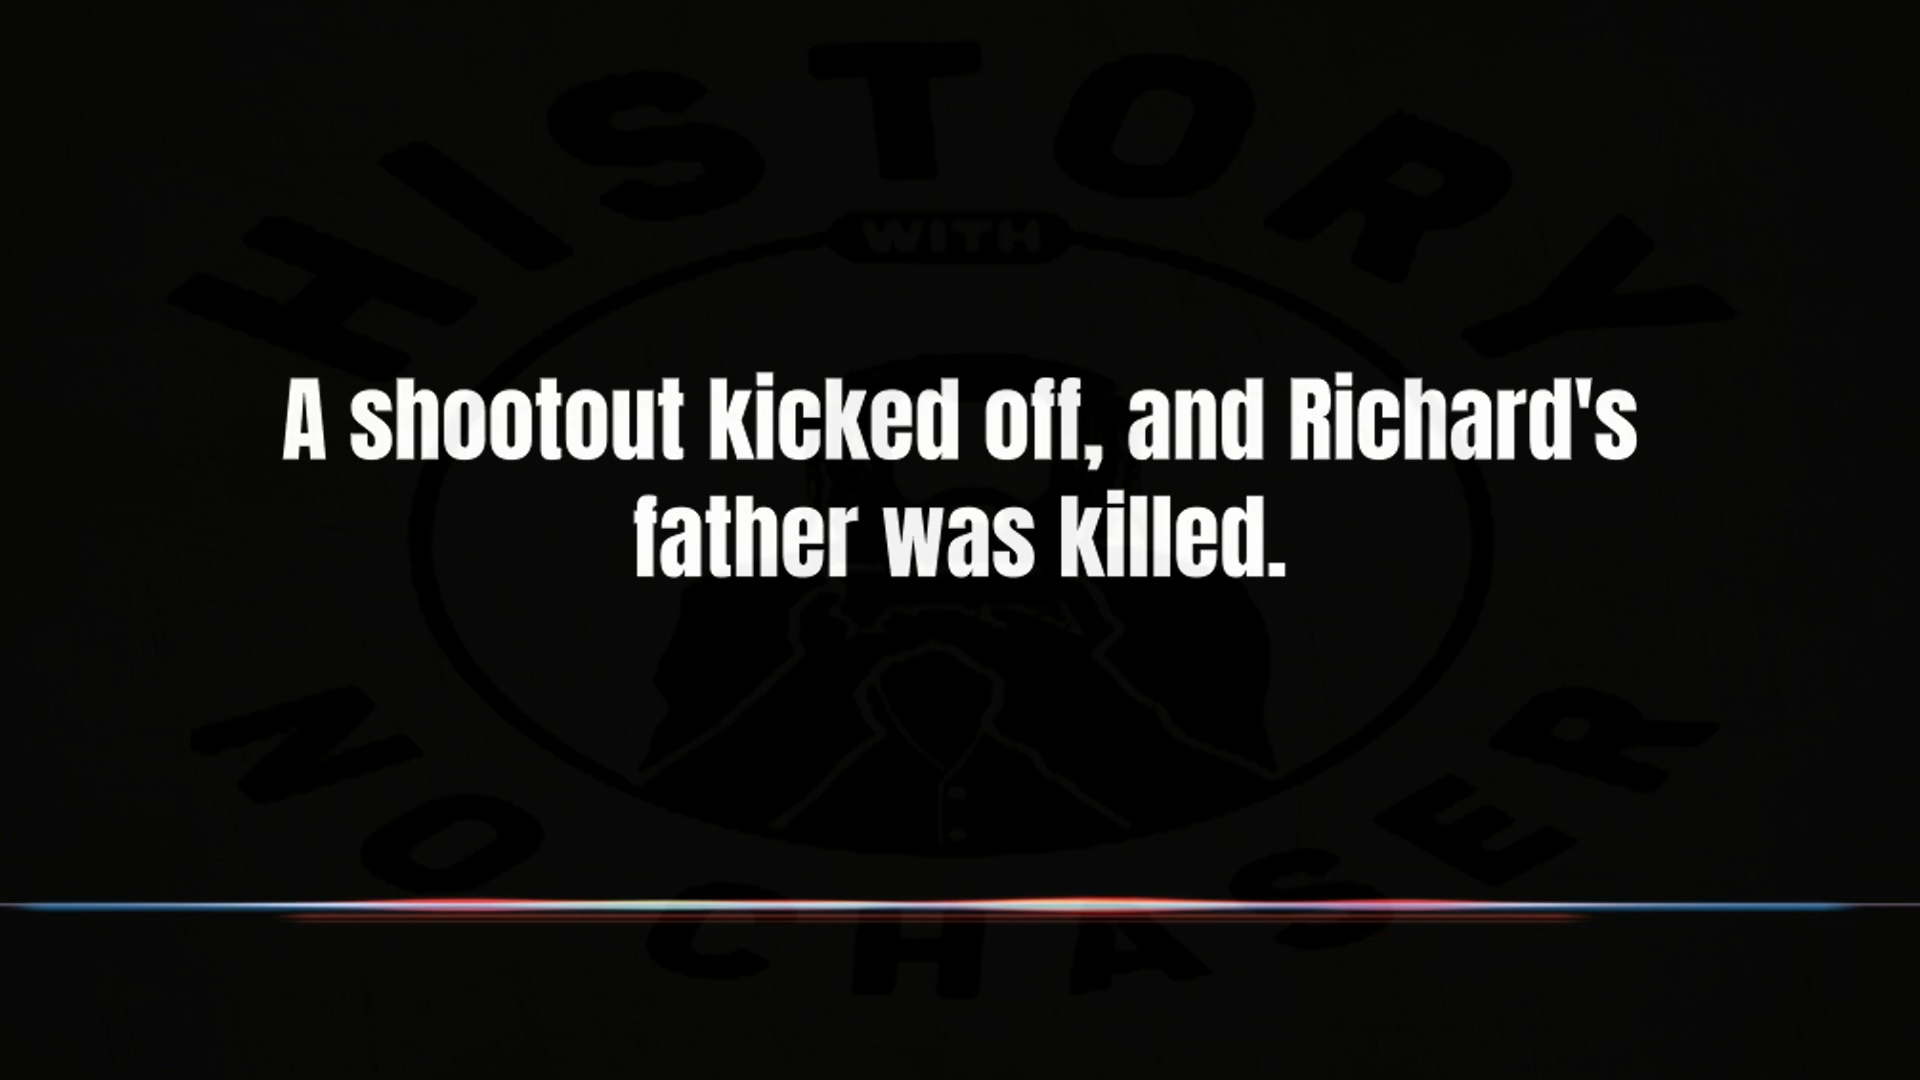 HISTORY
WITH
A shootout kicked off, and Richard's
father was killed.
NO CHASER